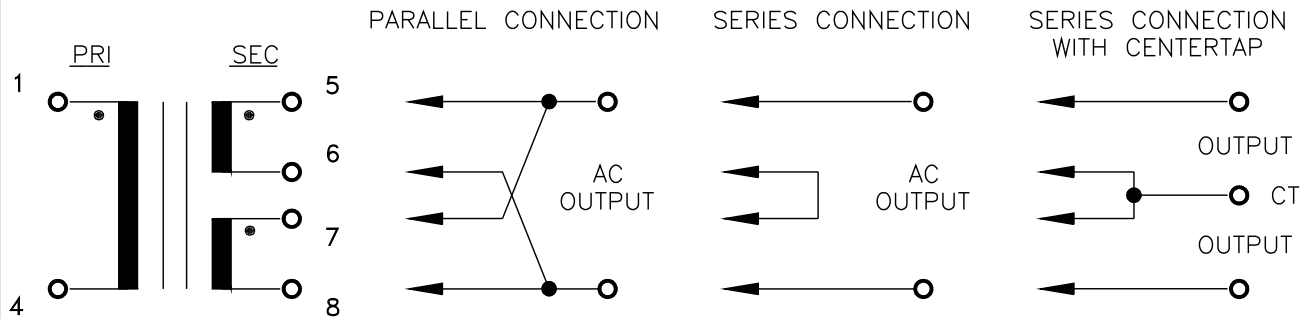 PARALLEL CONNECTION
SERIES CONNECTION
SERIES CONNECTION
WITH CENTERTAP
PRI
SEC
1
5
6
7
4
8
AC
OUTPUT
AC
OUTPUT
OUTPUT
CT
OUTPUT